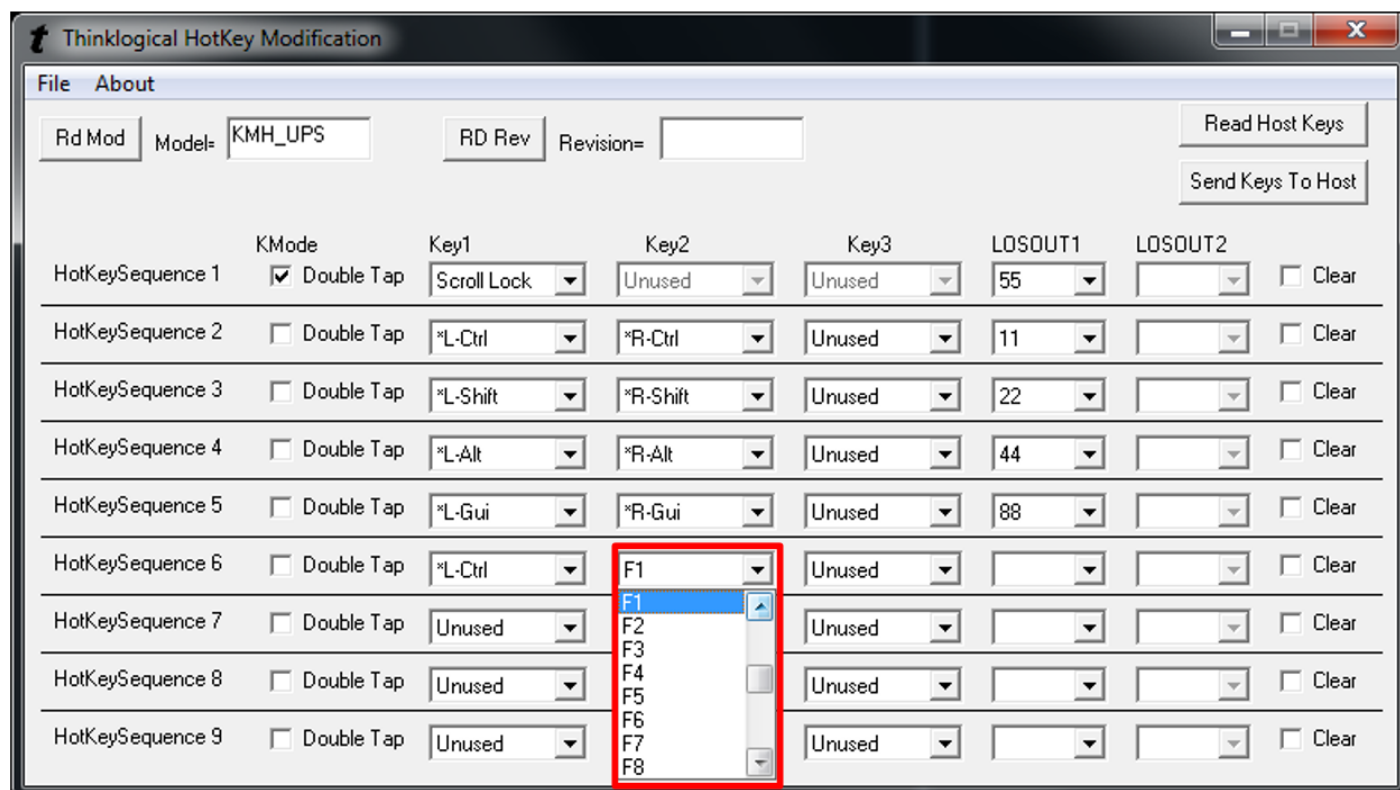 t Thinklogical HotKey Modification
File About
Rd Mod Model= KMH_UPS RD Rev Revision= Read Host Keys
Send Keys To Host
KMode Key1 Key2 Key3 LOSOUT1 LOSOUT2
HotKeySequence 1 Double Tap Scroll Lock Unused Unused 55 Clear
HotKeySequence 2 Double Tap *L-Ctrl *R-Ctrl Unused 11 Clear
HotKeySequence 3 Double Tap *L-Shift *R-Shift Unused 22 Clear
HotKeySequence 4 Double Tap *L-Alt *R-Alt Unused 44 Clear
HotKeySequence 5 Double Tap *L-Gui *R-Gui Unused 88 Clear
HotKeySequence 6 Double Tap *L-Ctrl F1 Unused Clear
F1
HotKeySequence 7 Double Tap Unused F2 Unused Clear
F3
F4
HotKeySequence 8 Double Tap Unused F5 Unused Clear
F6
HotKeySequence 9 Double Tap Unused F7 Unused Clear
F8